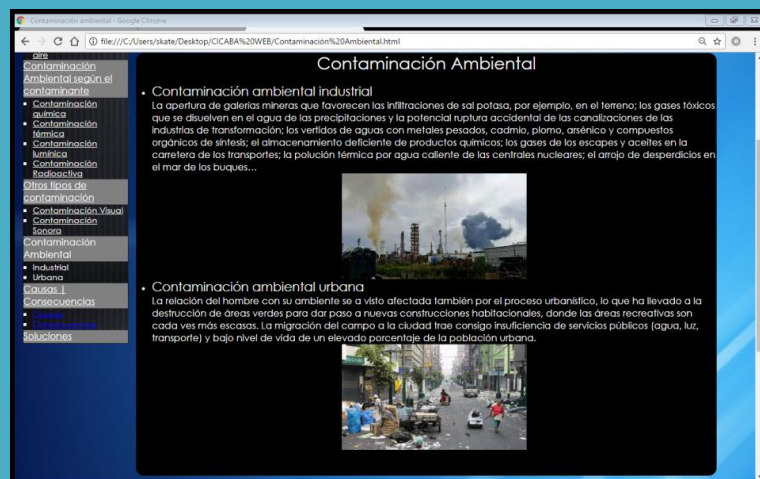 Contaminación ambiental - Google Chrome
file:///C:/Users/skate/Desktop/CICABA%20WEB/Contaminación%20Ambiental.html
aire
Contaminación
Ambiental según el
contaminante
Contaminación
química
Contaminación
térmica
Contaminación
lumínica
Contaminación
Radioactiva
Otros tipos de
contaminación
Contaminación Visual
Contaminación
Sonora
Contaminación
Ambiental
Industrial
Urbana
Causas |
Consecuencias
Soluciones
Contaminación Ambiental
Contaminación ambiental industrial
La apertura de galerías mineras que favorecen las infiltraciones de sal potasa, por ejemplo, en el terreno; los gases tóxicos
que se disuelven en el agua de las precipitaciones y la potencial ruptura accidental de las canalizaciones de las
industrias de transformación; los vertidos de aguas con metales pesados, cadmio, plomo, arsénico y compuestos
orgánicos de síntesis; el almacenamiento deficiente de productos químicos; los gases de los escapes y aceites en la
carretera de los transportes; la polución térmica por agua caliente de las centrales nucleares; el arrojo de desperdicios en
el mar de los buques...
Contaminación ambiental urbana
La relación del hombre con su ambiente se a visto afectada también por el proceso urbanístico, lo que ha llevado a la
destrucción de áreas verdes para dar paso a nuevas construcciones habitacionales, donde las áreas recreativas son
cada ves más escasas. La migración del campo a la ciudad trae consigo insuficiencia de servicios públicos (agua, luz,
transporte) y bajo nivel de vida de un elevado porcentaje de la población urbana.